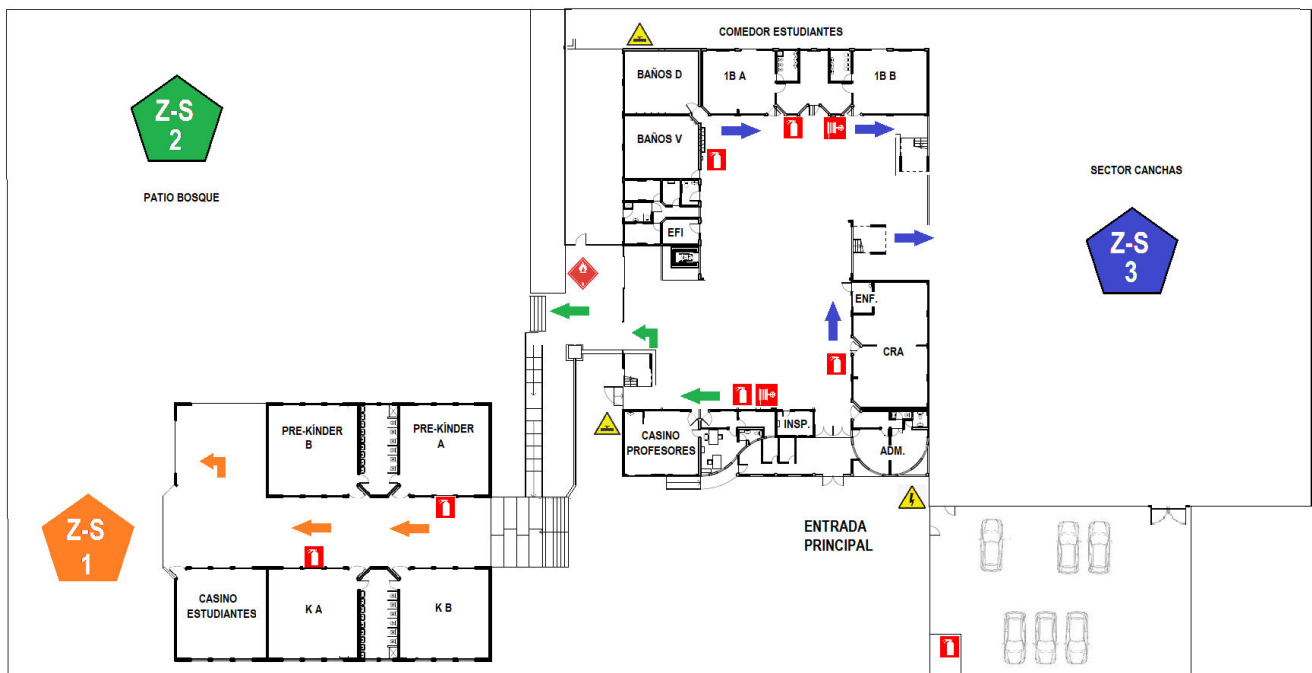 COMEDOR ESTUDIANTES
BAÑOS D
1B A
1B B
Z-S
2
BAÑOS V
PATIO BOSQUE
SECTOR CANCHAS
EFI
Z-S
3
ENF.
CRA
PRE-KÍNDER
B
PRE-KÍNDER
A
CASINO
PROFESORES
INSP.
ADM.
Z-S
1
ENTRADA
PRINCIPAL
CASINO
ESTUDIANTES
K A
K B